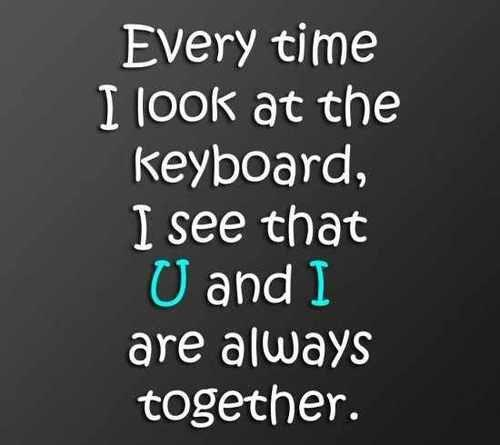 Every time
I look at the
keyboard,
I see that
U and I
are always
together.